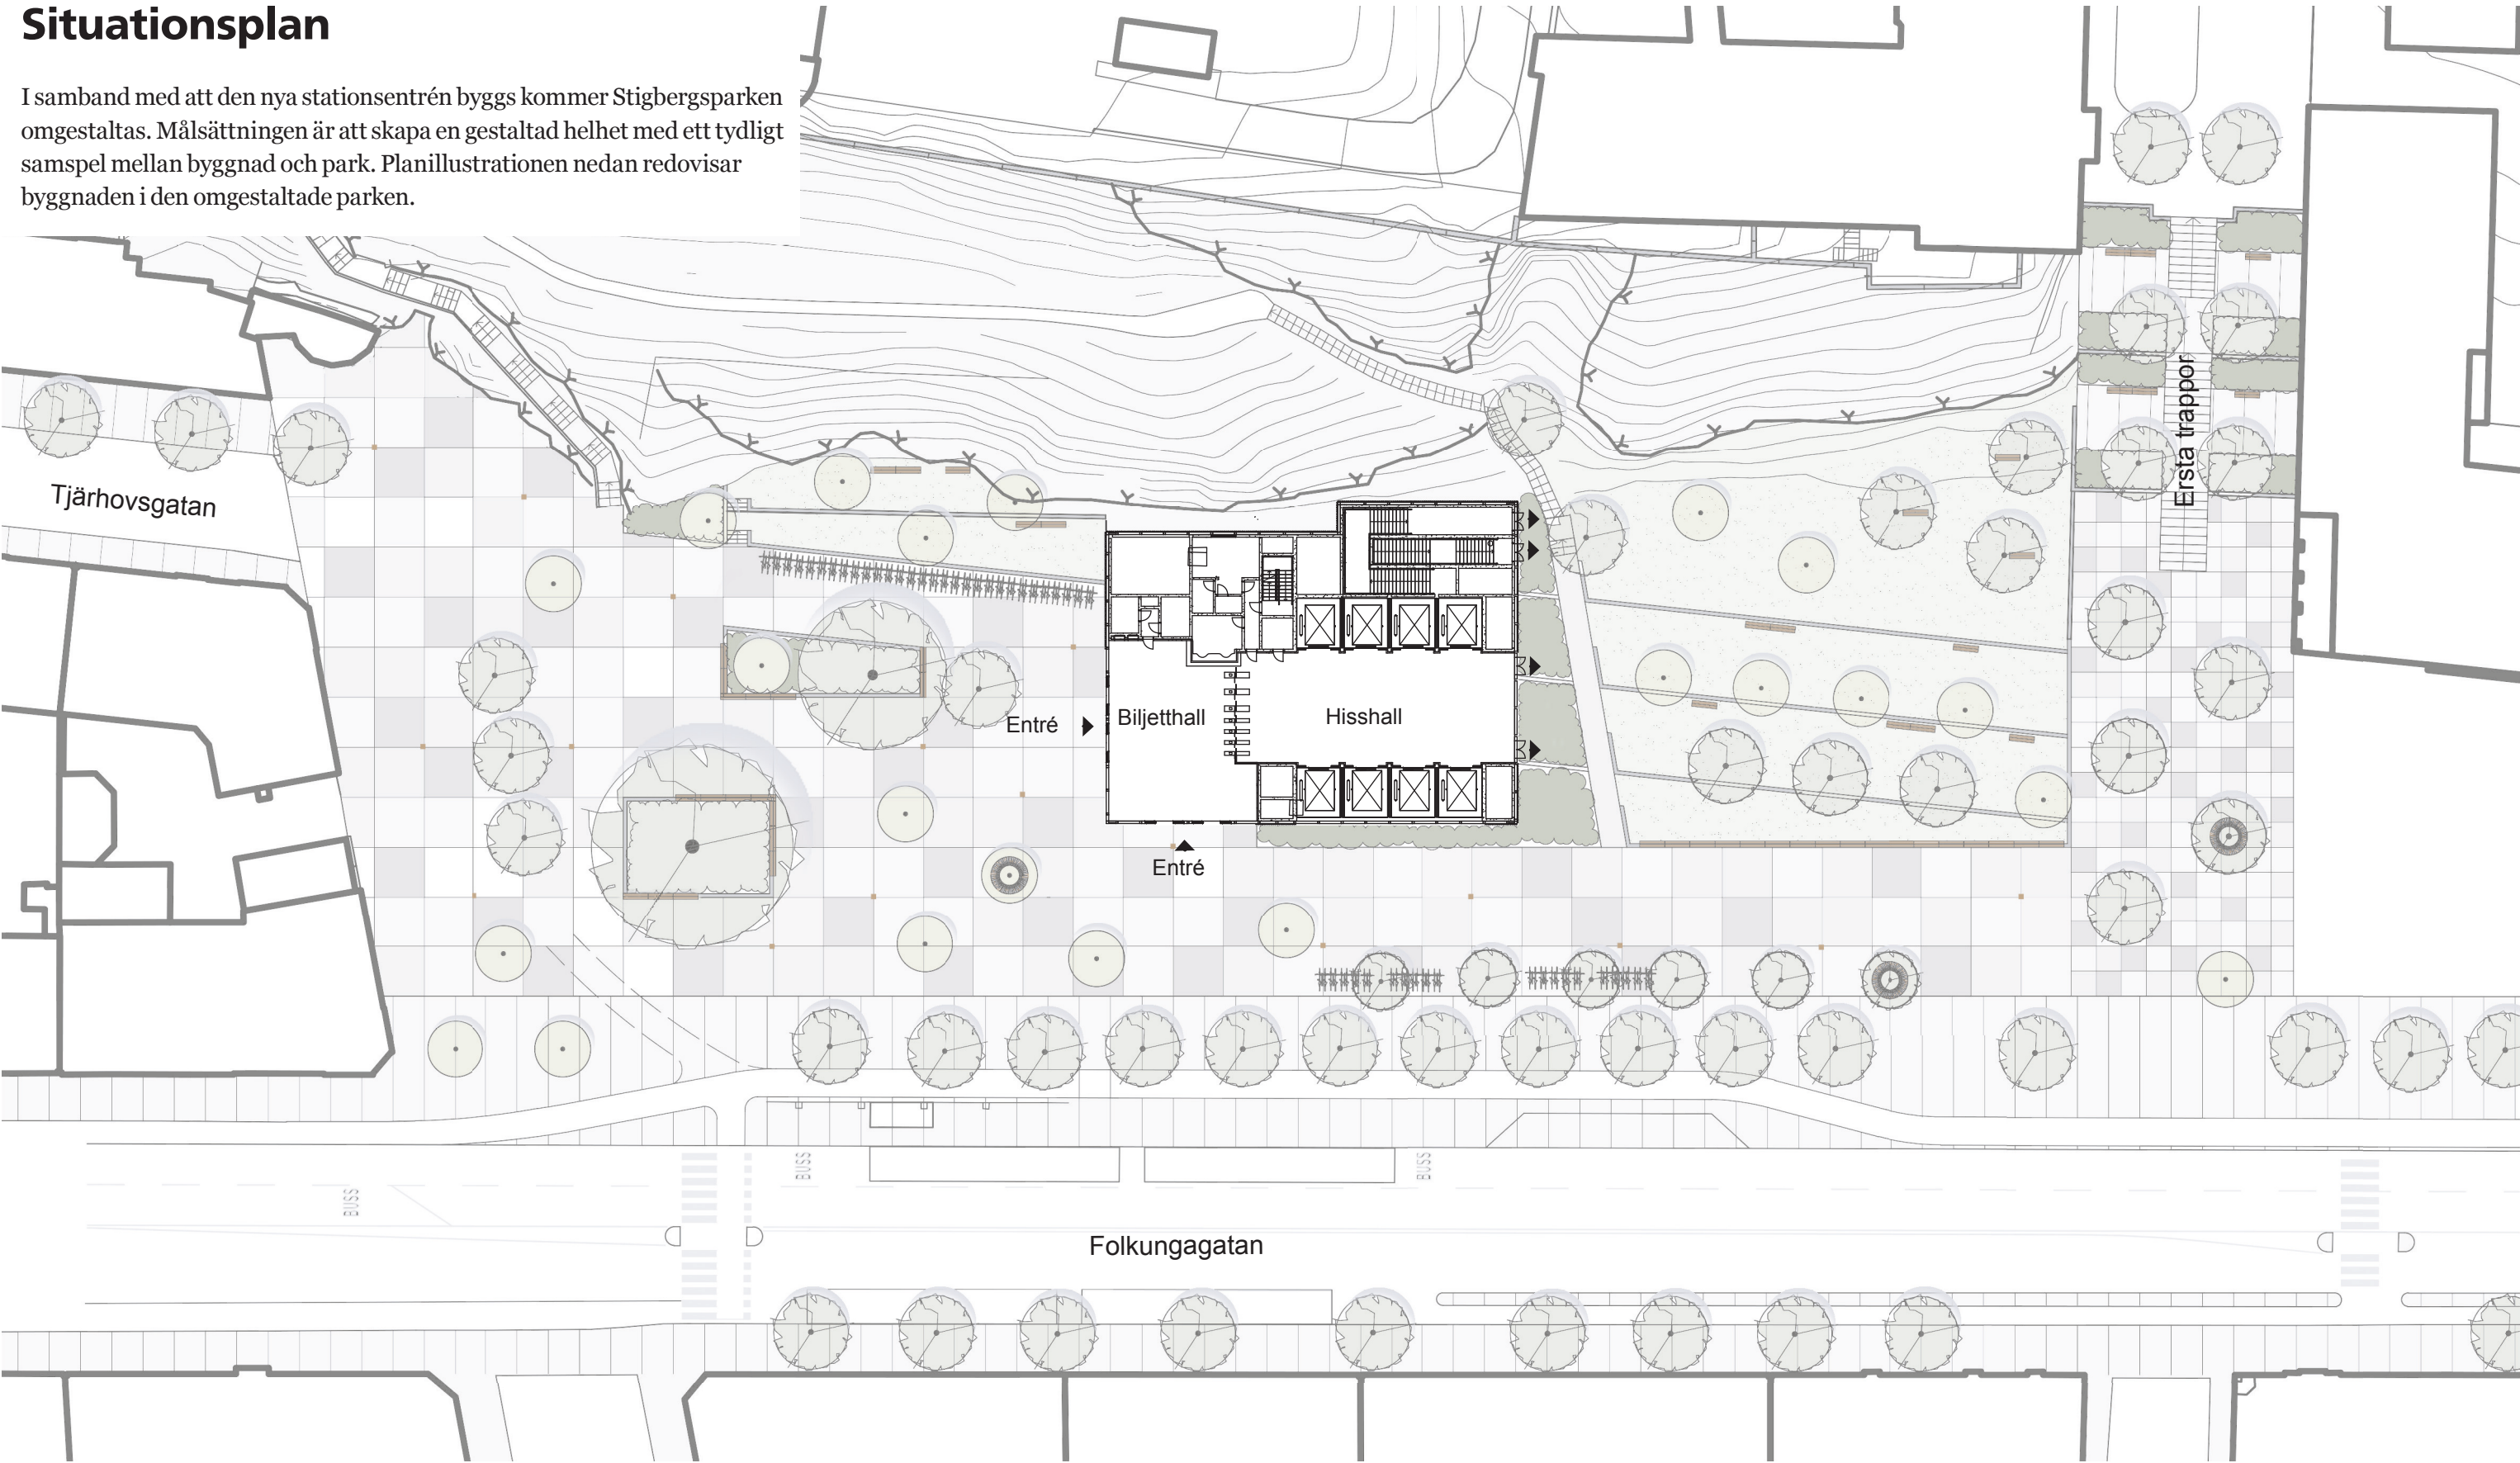 Situationsplan
I samband med att den nya stationsentrén byggs kommer Stigbergsparken
omgestaltas. Målsättningen är att skapa en gestaltad helhet med ett tydligt
samspel mellan byggnad och park. Planillustrationen nedan redovisar
byggnaden i den omgestaltade parken.
Ersta trappor
Tjärhovsgatan
Entré
Biljetthall
Hisshall
Entré
BUSS
BUSS
BUSS
Folkungagatan